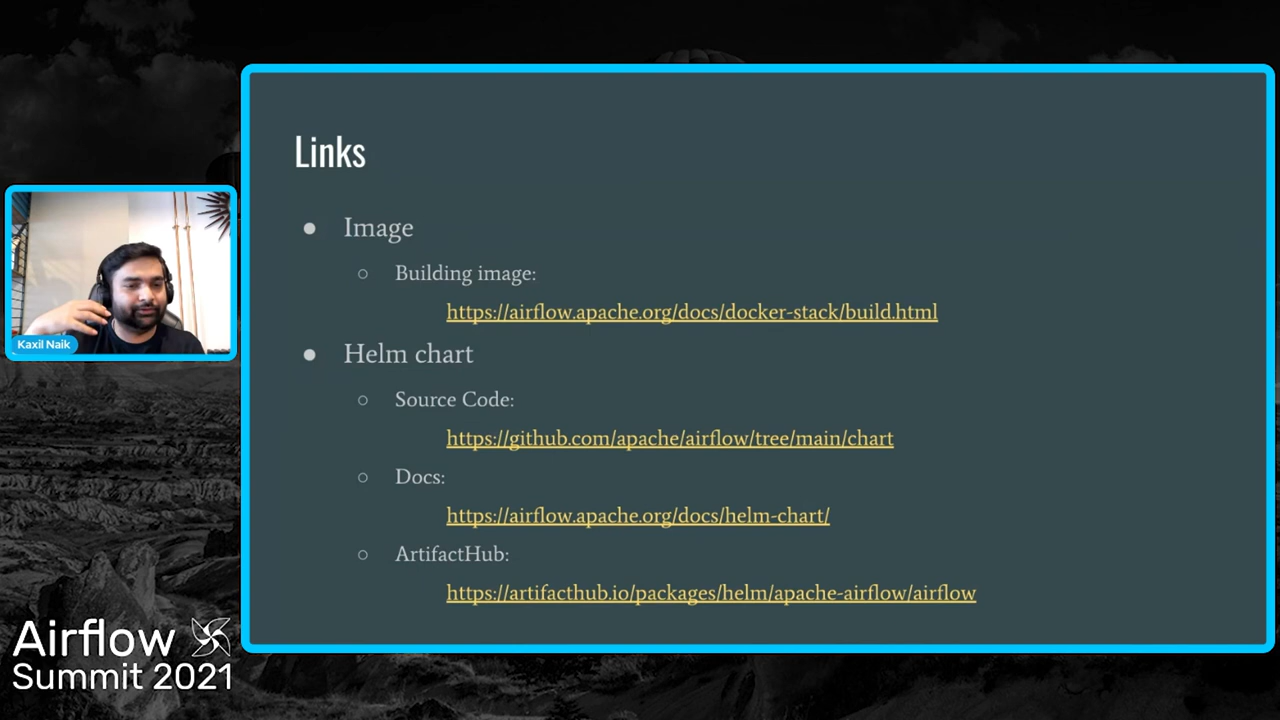 Links
Image
Building image:
https://airflow.apache.org/docs/docker-stack/build.html
Helm chart
Source Code:
https://github.com/apache/airflow/tree/main/chart
Docs:
https://airflow.apache.org/docs/helm-chart/
ArtifactHub:
https://artifacthub.io/packages/helm/apache-airflow/airflow
Kaxil Naik
Airflow
Summit 2021